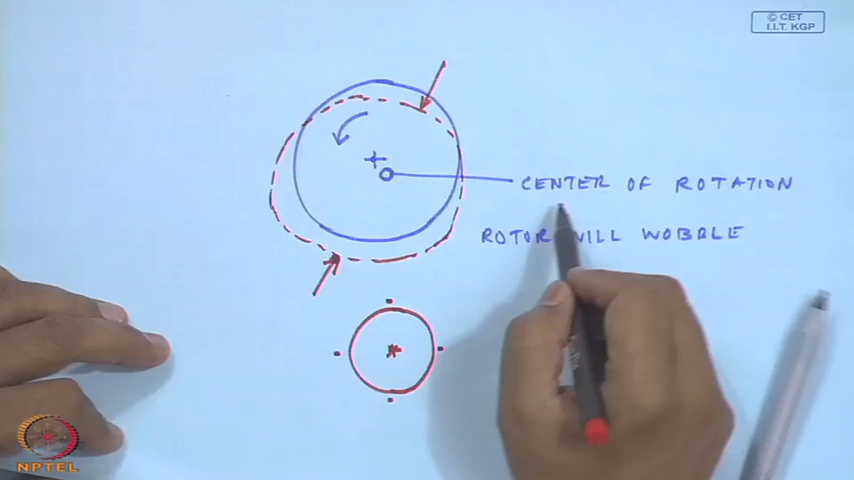 © CET
I.I.T. KGP
CENTER OF ROTATION
ROTOR WILL WOBBLE
NPTEL